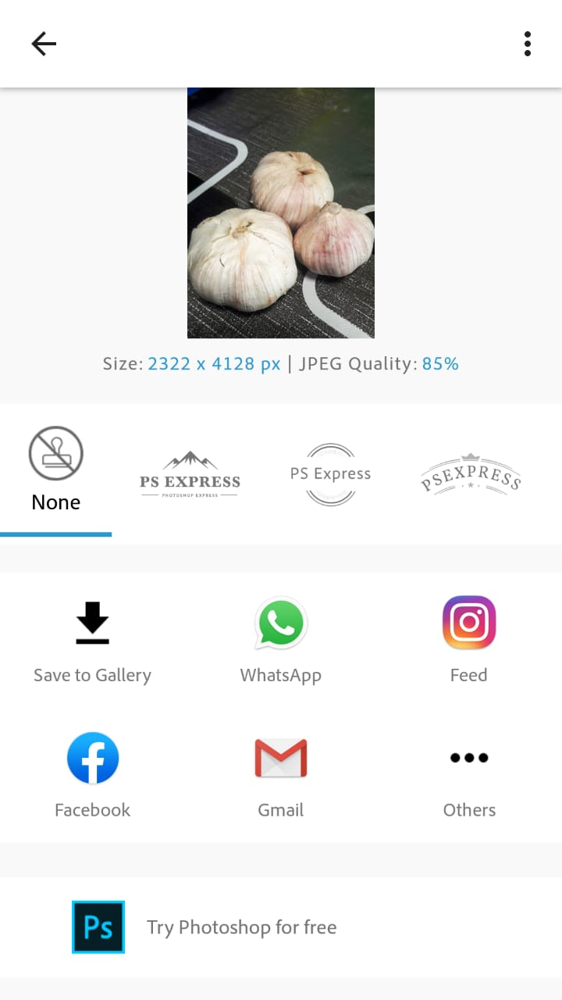 Size: 2322 x 4128 px | JPEG Quality: 85%
None
PS EXPRESS
PHOTOSHOP EXPRESS
PS Express
PSEXPRESS
Save to Gallery
WhatsApp
Feed
Facebook
Gmail
Others
Ps
Try Photoshop for free